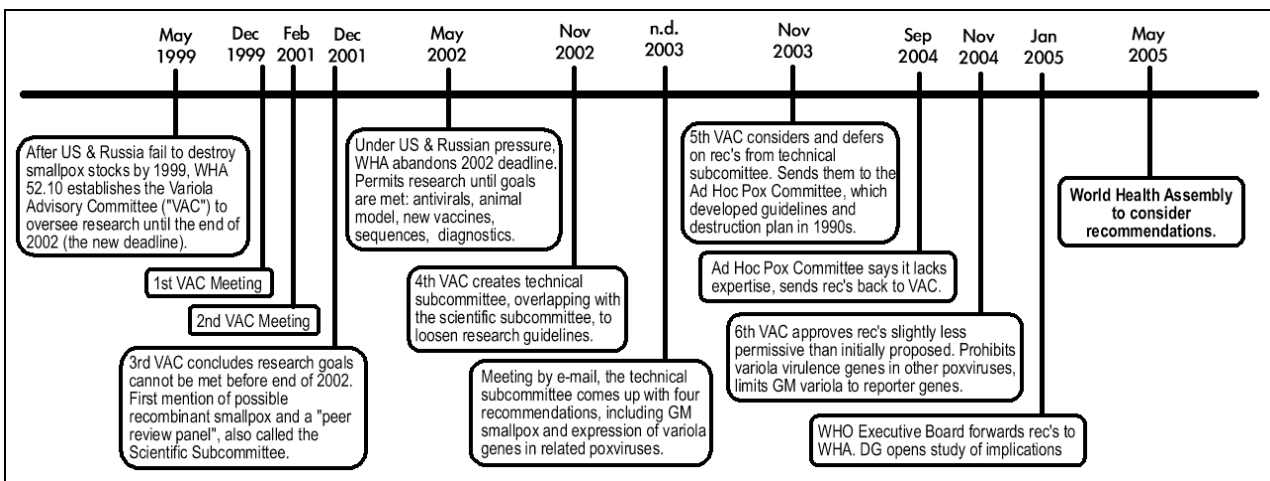 May
1999
Dec
1999
Feb
2001
Dec
2001
May
2002
Nov
2002
n.d.
2003
Nov
2003
Sep
2004
Nov
2004
Jan
2005
May
2005
After US & Russia fail to destroy
smallpox stocks by 1999, WHA
52.10 establishes the Variola
Advisory Committee ("VAC") to
oversee research until the end of
2002 (the new deadline).
1st VAC Meeting
2nd VAC Meeting
3rd VAC concludes research goals
cannot be met before end of 2002.
First mention of possible
recombinant smallpox and a "peer
review panel", also called the
Scientific Subcommittee.
Under US & Russian pressure,
WHA abandons 2002 deadline.
Permits research until goals
are met: antivirals, animal
model, new vaccines,
sequences, diagnostics.
4th VAC creates technical
subcommittee, overlapping with
the scientific subcommittee, to
loosen research guidelines.
Meeting by e-mail, the technical
subcommittee comes up with four
recommendations, including GM
smallpox and expression of variola
genes in related poxviruses.
5th VAC considers and defers
on rec's from technical
subcomittee. Sends them to the
Ad Hoc Pox Committee, which
developed guidelines and
destruction plan in 1990s.
Ad Hoc Pox Committee says it lacks
expertise, sends rec's back to VAC.
6th VAC approves rec's slightly less
permissive than initially proposed. Prohibits
variola virulence genes in other poxviruses,
limits GM variola to reporter genes.
WHO Executive Board forwards rec's to
WHA. DG opens study of implications
World Health Assembly
to consider
recommendations.